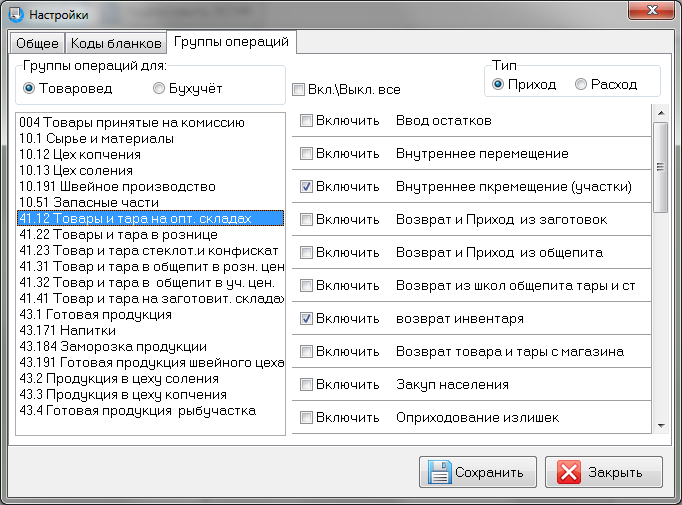 Настройки
Общее
Коды бланков
Группы операций
Группы операций для:
Товаровед
Бухучёт
Вкл.\Выкл. все
Тип
Приход
Расход
004 Товары принятые на комиссию
10.1 Сырье и материалы
10.12 Цех копчения
10.13 Цех соления
10.191 Швейное производство
10.51 Запасные части
41.12 Товары и тара на опт. складах
41.22 Товары и тара в рознице
41.23 Товар и тара стеклот.и конфискат
41.31 Товар и тара в общепит в розн. цен
41.32 Товар и тара в общепит в уч. цен.
41.41 Товар и тара на заготовит. складах
43.1 Готовая продукция
43.171 Напитки
43.184 Заморозка продукции
43.191 Готовая продукция швейного цеха
43.2 Продукция в цеху соления
43.3 Продукция в цеху копчения
43.4 Готовая продукция рыбучастка
Включить Ввод остатков
Включить Внутреннее перемещение
Включить Внутреннее пкремещение (участки)
Включить Возврат и Приход из заготовок
Включить Возврат и Приход из общепита
Включить Возврат из школ общепита тары и ст
Включить возврат инвентаря
Включить Возврат товара и тары с магазина
Включить Закуп населения
Включить Оприходование излишек
Сохранить
Закрыть